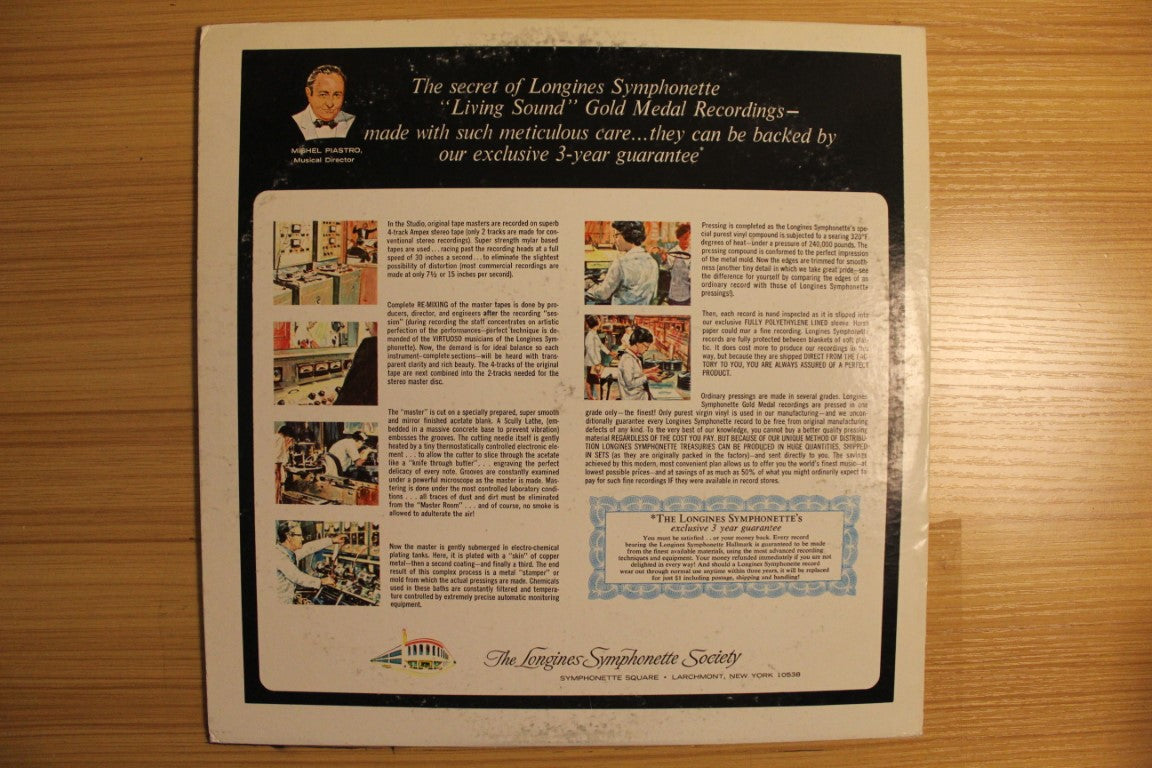 The secret of Longines Symphonette
"Living Sound" Gold Medal Recordings—
made with such meticulous care...they can be backed by
our exclusive 3-year guarantee*
MISHEL PIASTRO,
Musical Director
In the Studio, original tape masters are recorded on superb
4-track Ampex stereo tape (only 2 tracks are made for con-
ventional stereo recordings). Super strength mylar based
tapes are used . . . racing past the recording heads at a full
speed of 30 inches a second . . . to eliminate the slightest
possibility of distortion (most commercial recordings are
made at only 7½ or 15 inches per second).
Complete RE-MIXING of the master tapes is done by pro-
ducers, director, and engineers after the recording "ses-
sion" (during recording the staff concentrates on artistic
perfection of the performances—perfect technique is de-
manded of the VIRTUOSO musicians of the Longines Sym-
phonette). Now, the demand is for ideal balance so each
instrument-complete sections—will be heard with trans-
parent clarity and rich beauty. The 4-tracks of the original
tape are next combined into the 2-tracks needed for the
stereo master disc.
The "master" is cut on a specially prepared, super smooth
and mirror finished acetate blank. A Scully Lathe, (em-
bedded in a massive concrete base to prevent vibration)
embosses the grooves. The cutting needle itself is gently
heated by a tiny thermostatically controlled electronic ele-
ment . . . to allow the cutter to slice through the acetate
like a "knife through butter" . . . engraving the perfect
delicacy of every note. Grooves are constantly examined
under a powerful microscope as the master is made. Mas-
tering is done under the most controlled laboratory condi-
tions . . . all traces of dust and dirt must be eliminated
from the "Master Room" . . . and of course, no smoke is
allowed to adulterate the air!
Now the master is gently submerged in electro-chemical
plating tanks. Here, it is plated with a "skin" of copper
metal—then a second coating—and finally a third. The end
result of this complex process is a metal "stamper" or
mold from which the actual pressings are made. Chemicals
used in these baths are constantly filtered and tempera-
ture controlled by extremely precise automatic monitoring
equipment.
Pressing is completed as the Longines Symphonette's spe-
cial purest vinyl compound is subjected to a searing 320°F
degrees of heat—under a pressure of 240,000 pounds. The
pressing compound is conformed to the perfect impression
of the metal mold. Now the edges are trimmed for smooth-
ness (another tiny detail in which we take great pride—see
the difference for yourself by comparing the edges of an
ordinary record with those of Longines Symphonette
pressings!).
Then, each record is hand inspected as it is slipped into
our exclusive FULLY POLYETHYLENE LINED sleeve. Harsh
paper could mar a fine recording. Longines Symphonette
records are fully protected between blankets of soft plas-
tic. It does cost more to produce our recordings in this
way, but because they are shipped DIRECT FROM THE FAC-
TORY TO YOU, YOU ARE ALWAYS ASSURED OF A PERFECT
PRODUCT.
Ordinary pressings are made in several grades. Longines
Symphonette Gold Medal recordings are pressed in one
grade only—the finest! Only purest virgin vinyl is used in our manufacturing—and we uncon-
ditionally guarantee every Longines Symphonette record to be free from original manufacturing
defects of any kind. To the very best of our knowledge, you cannot buy a better quality pressing
material REGARDLESS OF THE COST YOU PAY. BUT BECAUSE OF OUR UNIQUE METHOD OF DISTRIBU-
TION LONGINES SYMPHONETTE TREASURIES CAN BE PRODUCED IN HUGE QUANTITIES, SHIPPED
IN SETS (as they are originally packed in the factory)—and sent directly to you. The savings
achieved by this modern, most convenient plan allows us to offer you the world's finest music—at
lowest possible prices—and at savings of as much as 50% of what you might ordinarily expect to
pay for such fine recordings IF they were available in record stores.
*THE LONGINES SYMPHONETTE'S
exclusive 3 year guarantee
You must be satisfied . . . or your money back. Every record
bearing the Longines Symphonette Hallmark is guaranteed to be made
from the finest available materials, using the most advanced recording
techniques and equipment. Your money refunded immediately if you are not
delighted in every way! And should a Longines Symphonette record
wear out through normal use anytime within three years, it will be replaced
for just $1 including postage, shipping and handling!
The Longines Symphonette Society
SYMPHONETTE SQUARE • LARCHMONT, NEW YORK 10538